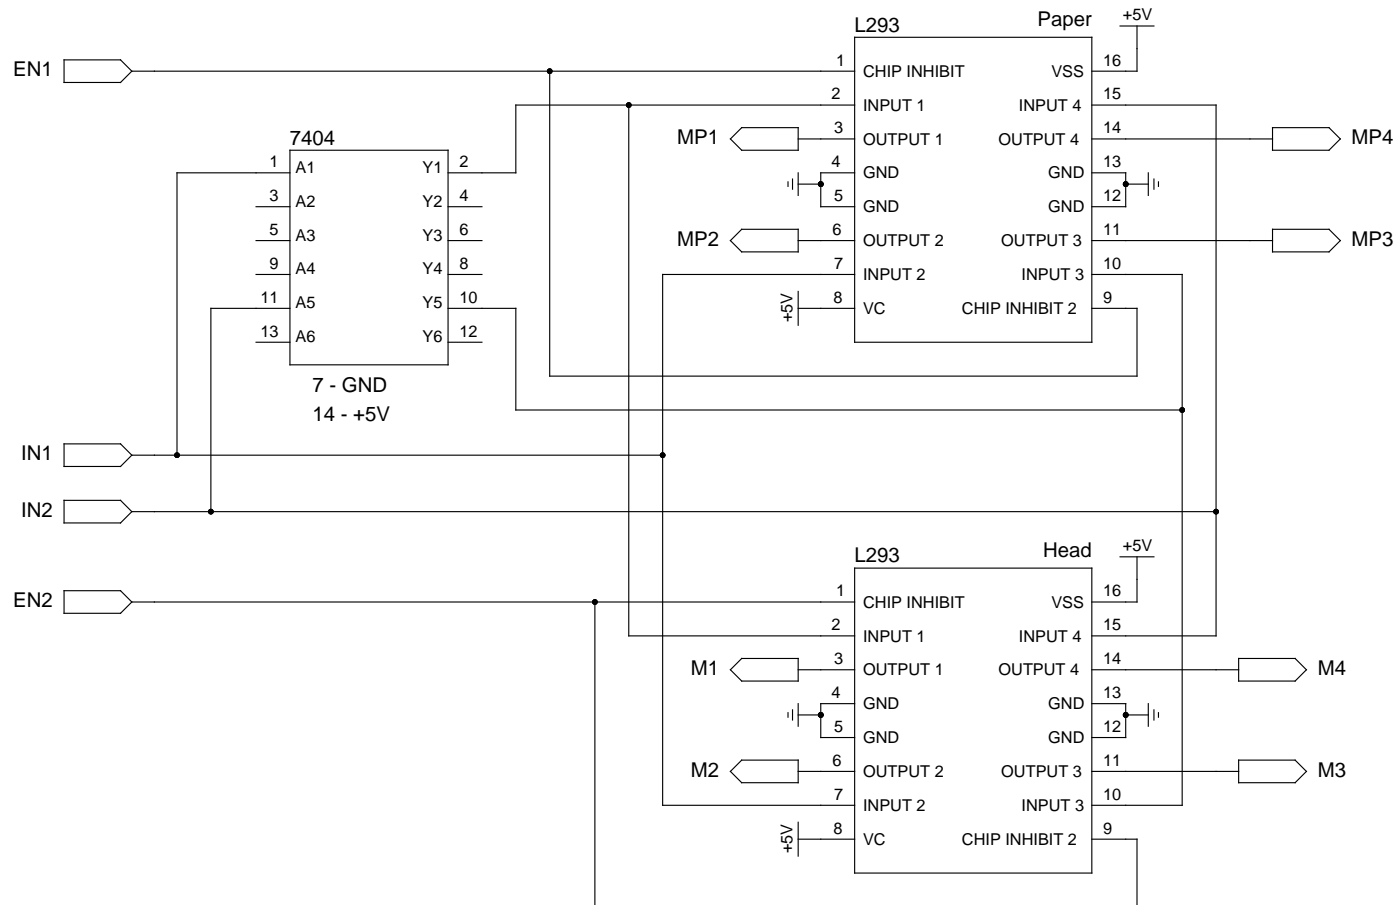 L293 Paper +5V
EN1 1 CHIP INHIBIT VSS 16
2 INPUT 1 INPUT 4 15
MP1 3 OUTPUT 1 OUTPUT 4 14 MP4
7404
1 A1 Y1 2 4 GND GND 13
3 A2 Y2 4 5 GND GND 12
5 A3 Y3 6 MP2 6 OUTPUT 2 OUTPUT 3 11 MP3
9 A4 Y4 8 7 INPUT 2 INPUT 3 10
11 A5 Y5 10 +5V 8 VC CHIP INHIBIT 2 9
13 A6 Y6 12
7 - GND
14 - +5V
IN1
IN2
L293 Head +5V
EN2 1 CHIP INHIBIT VSS 16
2 INPUT 1 INPUT 4 15
M1 3 OUTPUT 1 OUTPUT 4 14 M4
4 GND GND 13
5 GND GND 12
M2 6 OUTPUT 2 OUTPUT 3 11 M3
7 INPUT 2 INPUT 3 10
+5V 8 VC CHIP INHIBIT 2 9